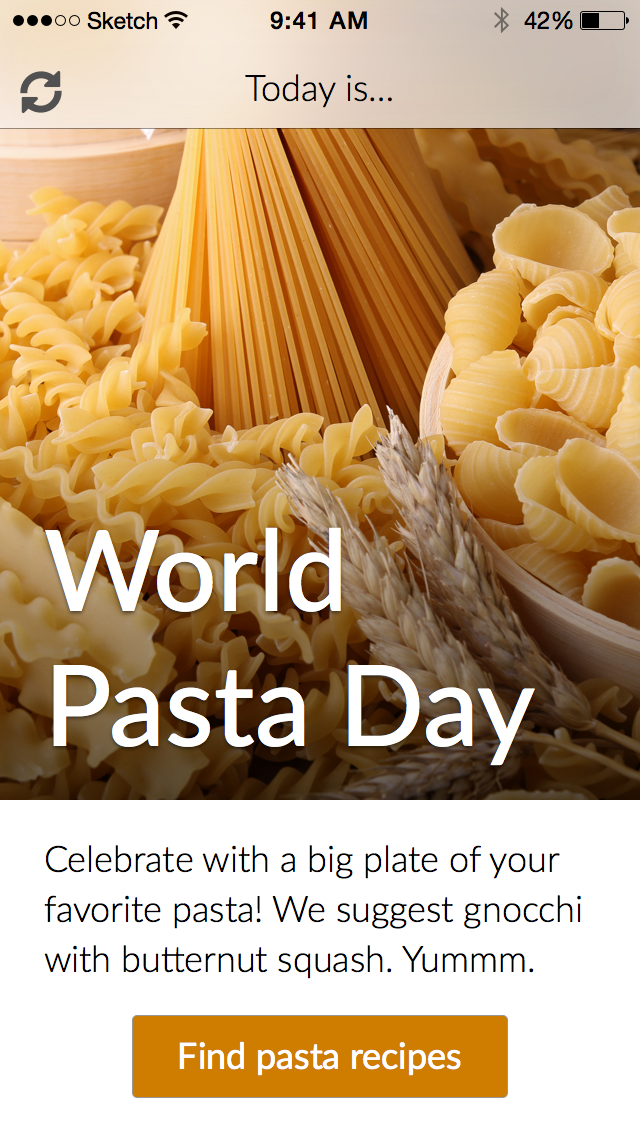 Sketch 9:41 AM 42%
Today is...
World
Pasta Day
Celebrate with a big plate of your
favorite pasta! We suggest gnocchi
with butternut squash. Yummm.
Find pasta recipes